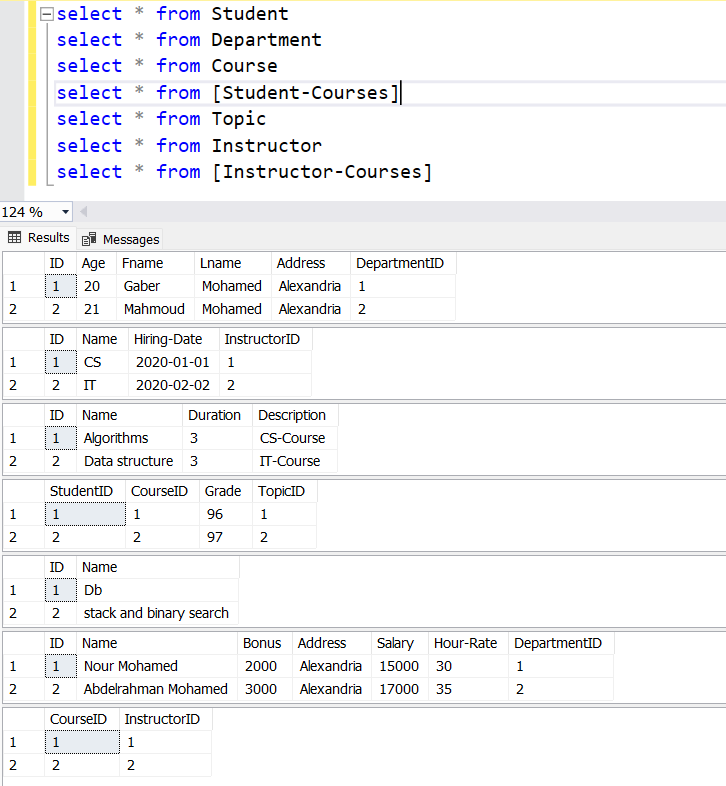 select * from Student
select * from Department
select * from Course
select * from [Student-Courses]
select * from Topic
select * from Instructor
select * from [Instructor-Courses]
124 %
Results Messages
ID Age Fname Lname Address DepartmentID
1 1 20 Gaber Mohamed Alexandria 1
2 2 21 Mahmoud Mohamed Alexandria 2
ID Name Hiring-Date InstructorID
1 1 CS 2020-01-01 1
2 2 IT 2020-02-02 2
ID Name Duration Description
1 1 Algorithms 3 CS-Course
2 2 Data structure 3 IT-Course
StudentID CourseID Grade TopicID
1 1 1 96 1
2 2 2 97 2
ID Name
1 1 Db
2 2 stack and binary search
ID Name Bonus Address Salary Hour-Rate DepartmentID
1 1 Nour Mohamed 2000 Alexandria 15000 30 1
2 2 Abdelrahman Mohamed 3000 Alexandria 17000 35 2
CourseID InstructorID
1 1 1
2 2 2